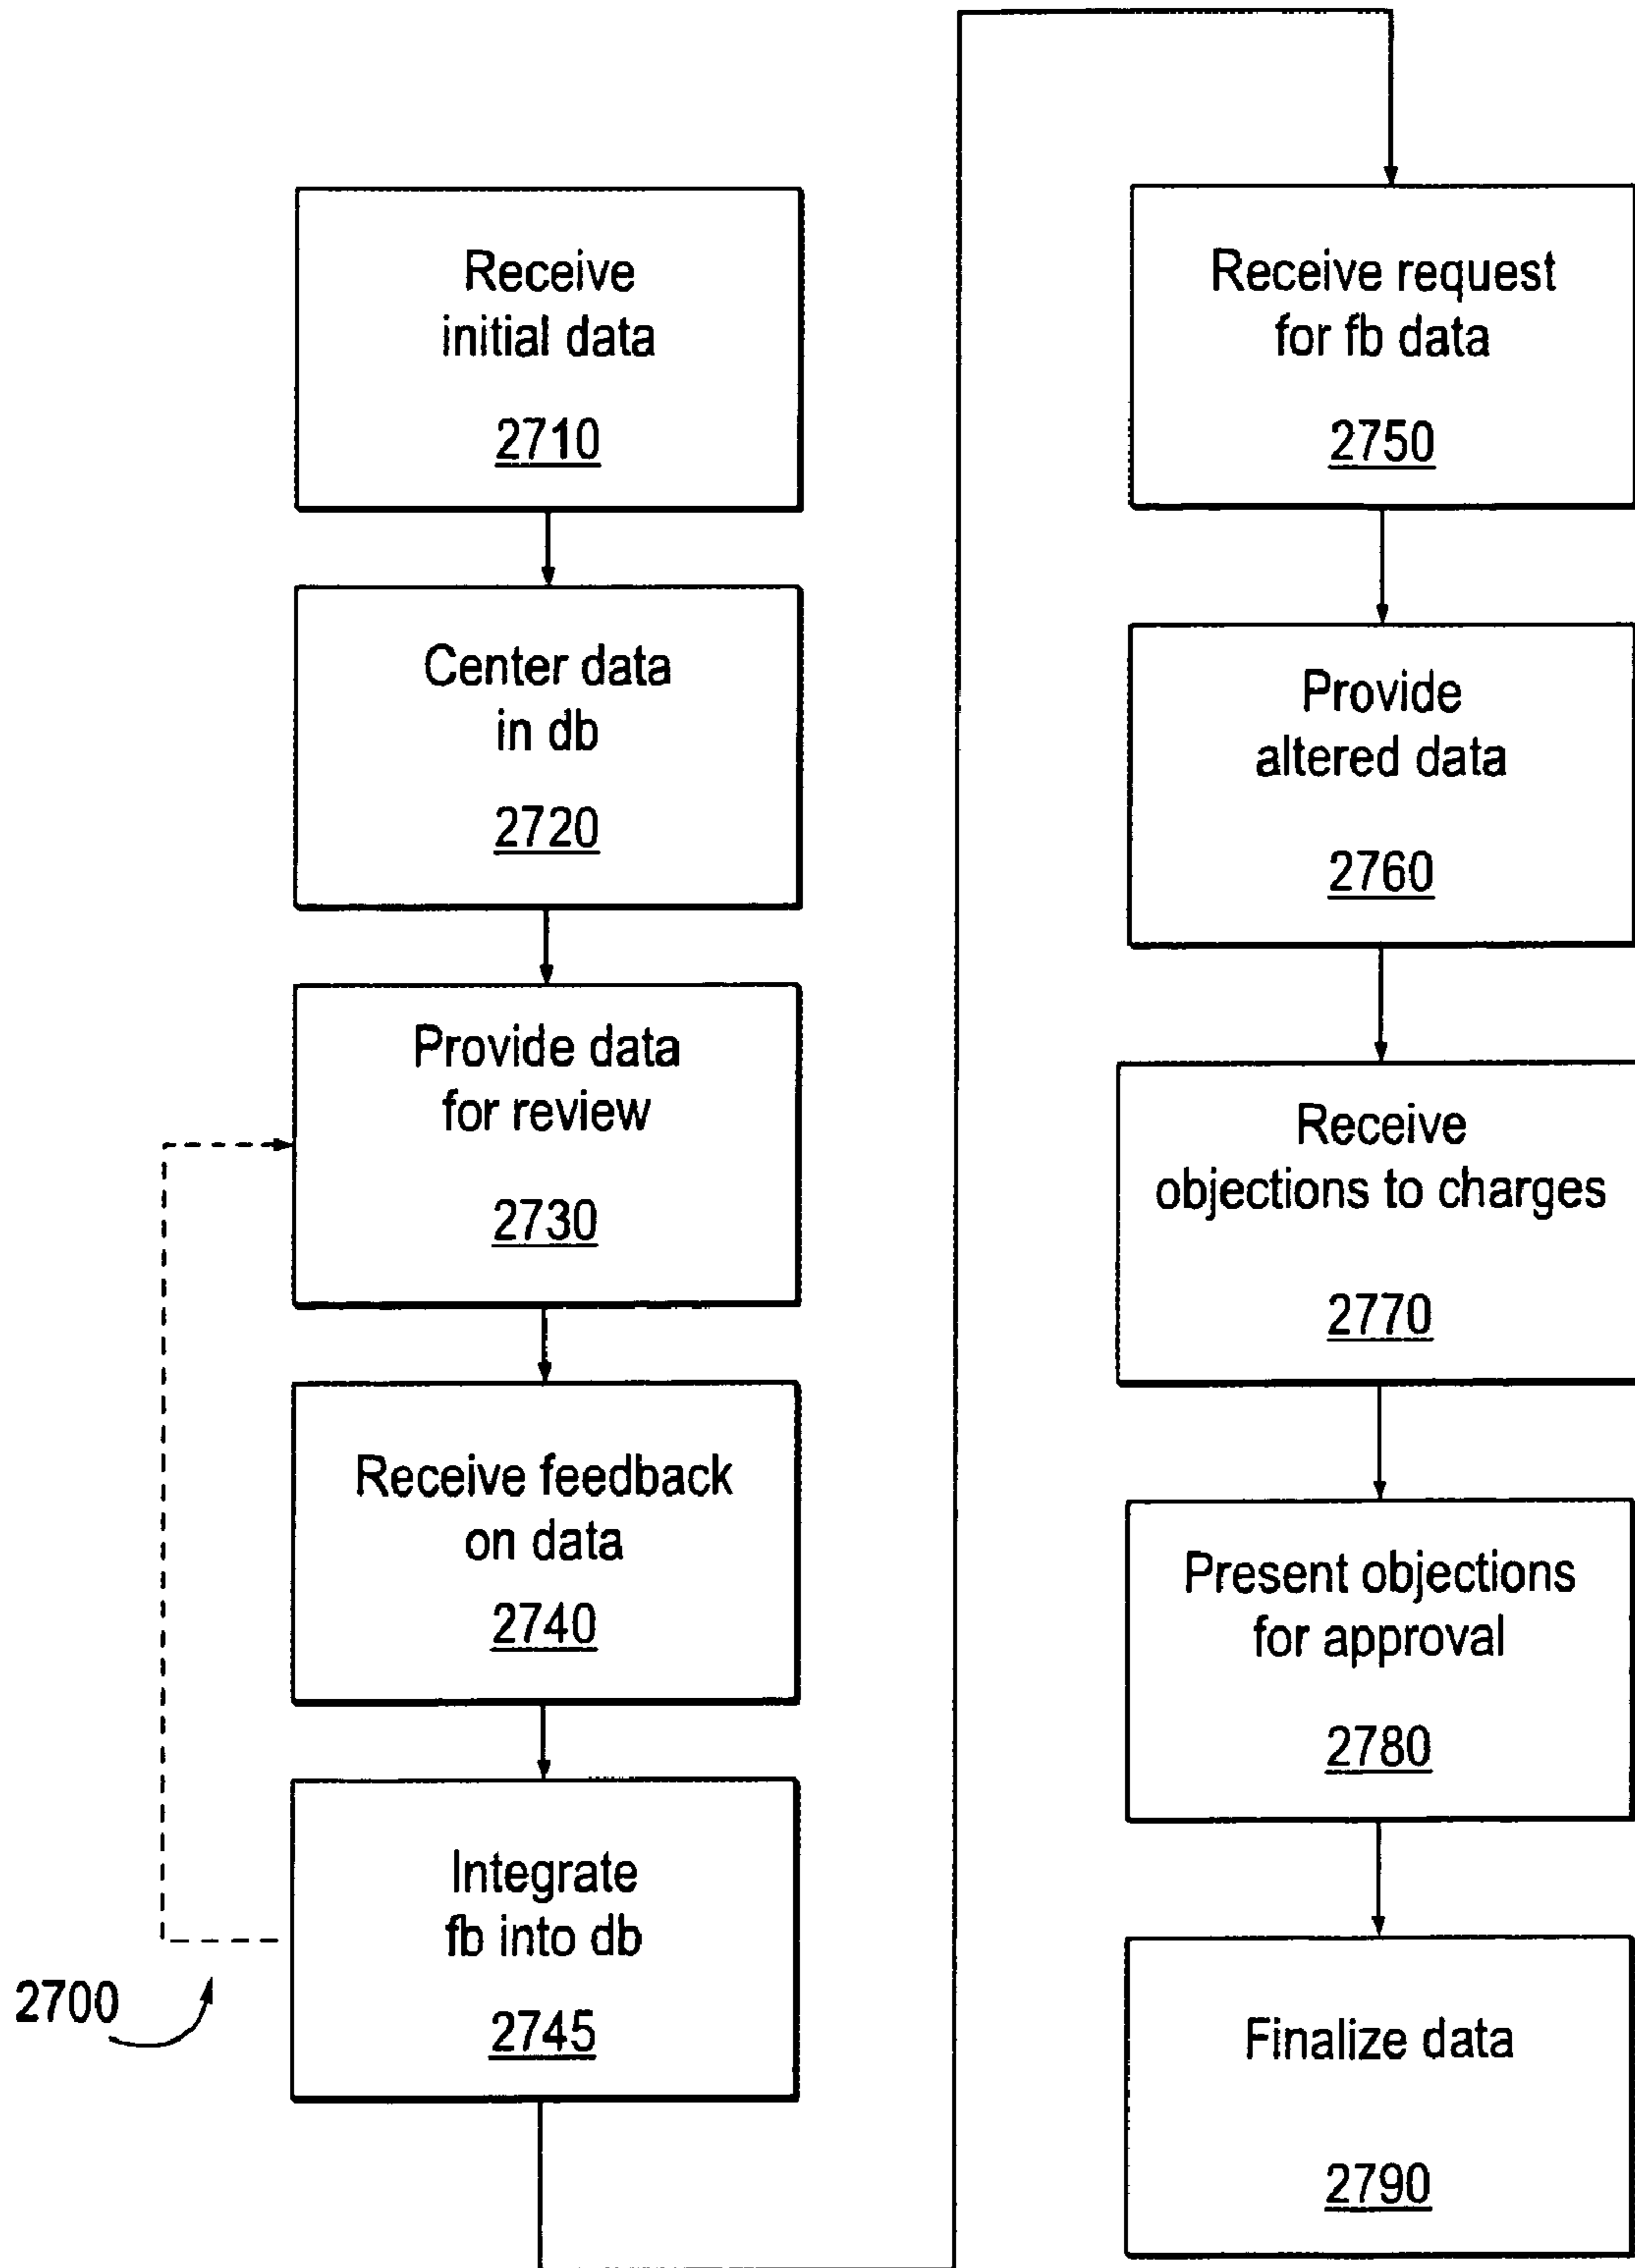 Receive
initial data
2710
Center data
in db
2720
Provide data
for review
2730
Receive feedback
on data
2740
Integrate
fb into db
2745
2700
Receive request
for fb data
2750
Provide
altered data
2760
Receive
objections to charges
2770
Present objections
for approval
2780
Finalize data
2790